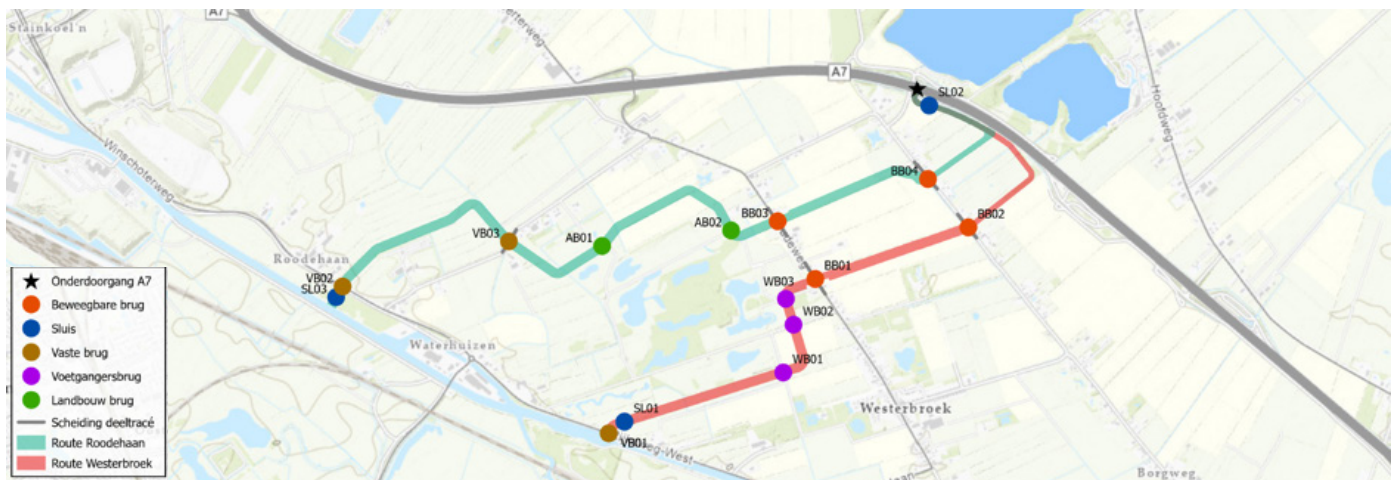 A7
Stainkoel'n
A7
SL02
Hoofdweg
Winschoterweg
BB04
BB03
AB02
BB02
VB03
AB01
Roodehaan
VB02
SL03
BB01
WB03
WB02
Waterhuizen
WB01
SL01
Westerbroek
VB01
Borgweg
Onderdoorgang A7
Beweegbare brug
Sluis
Vaste brug
Voetgangersbrug
Landbouw brug
Scheiding deeltracé
Route Roodehaan
Route Westerbroek